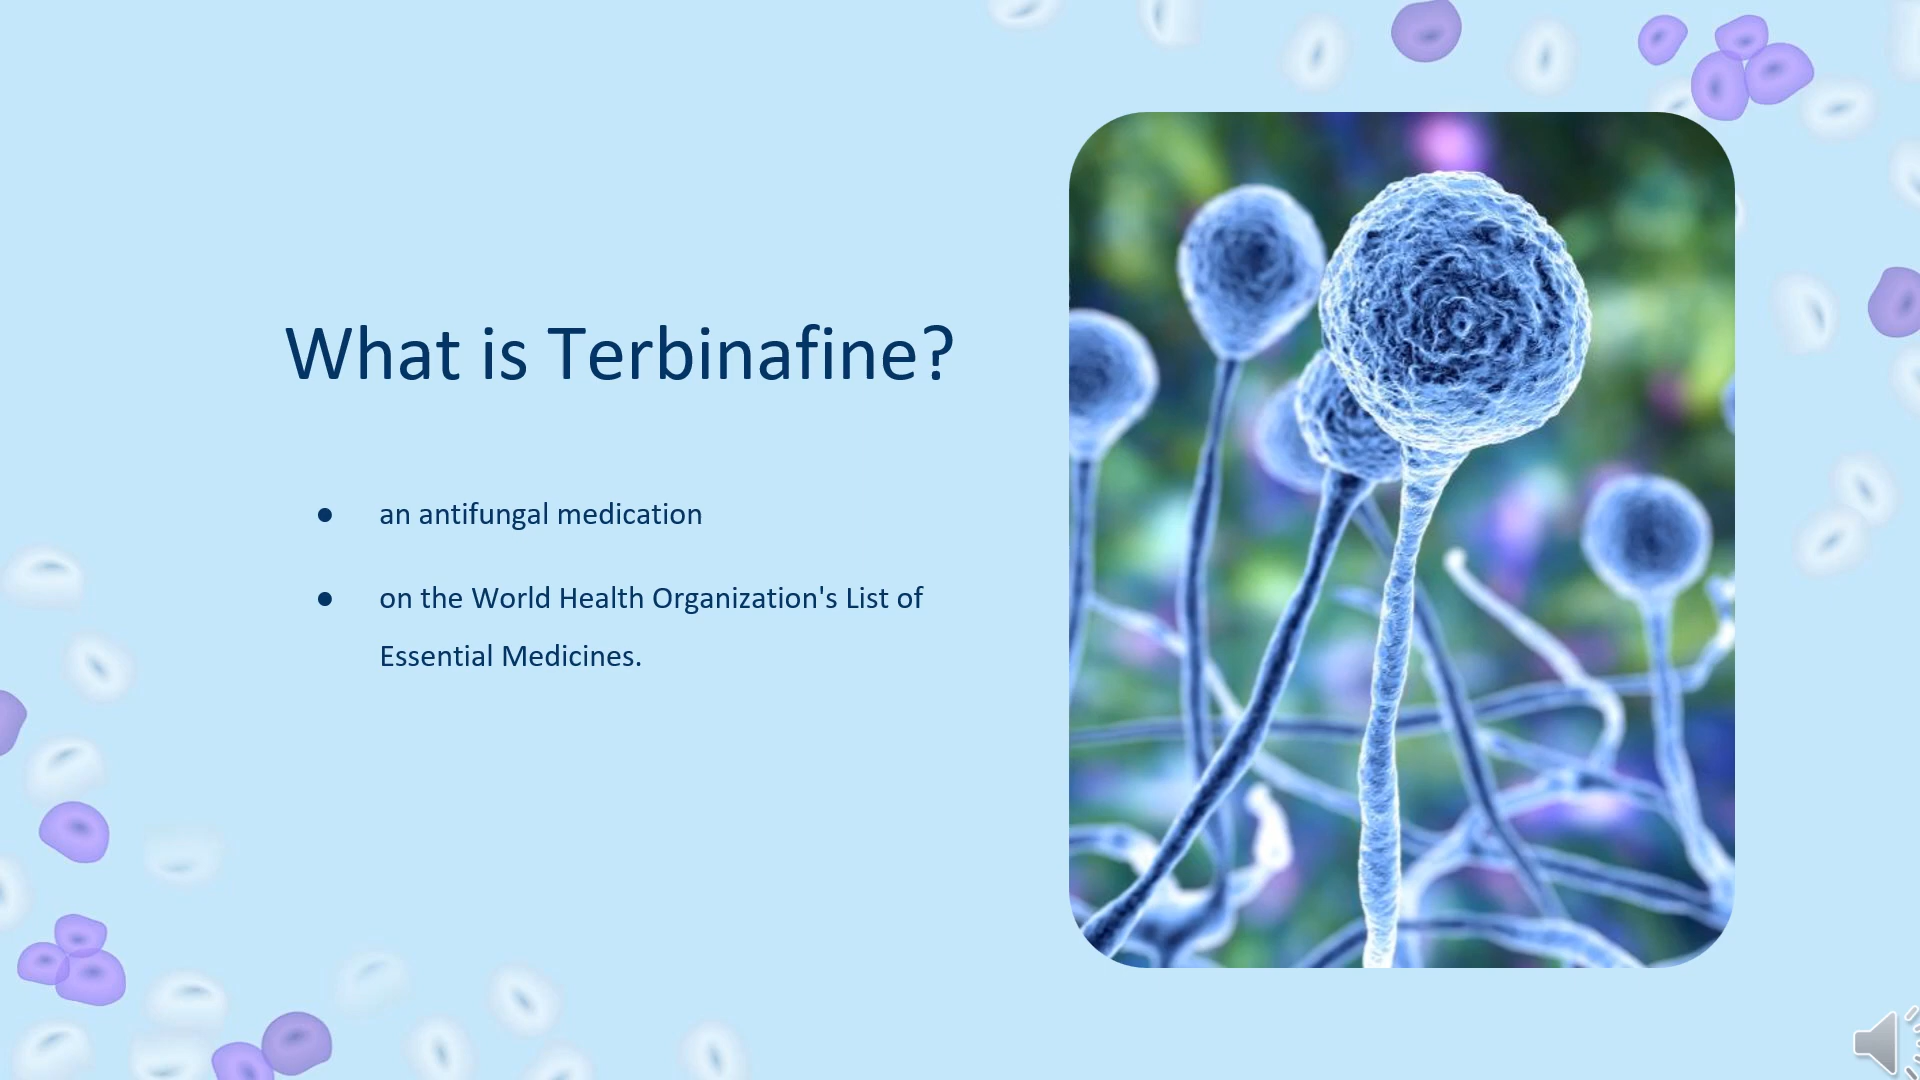 What is Terbinafine?
● an antifungal medication
● on the World Health Organization's List of
Essential Medicines.